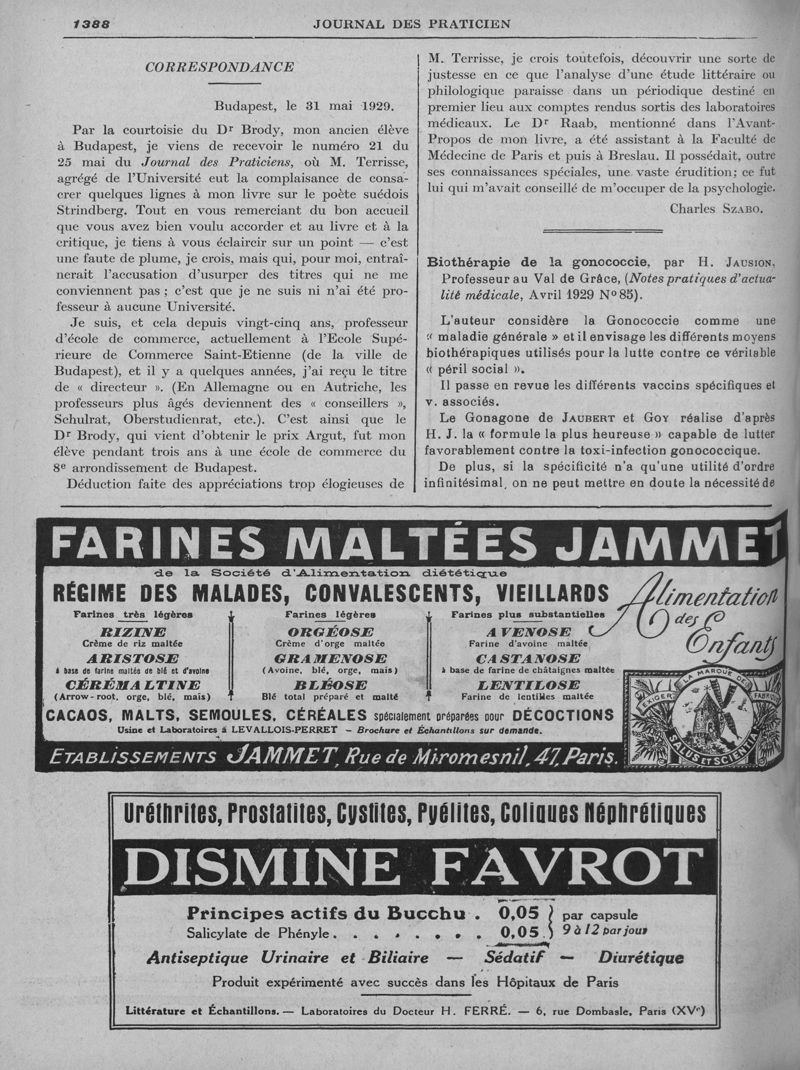 1388
JOURNAL DES PRATICIEN
CORRESPONDANCE
Budapest, le 31 mai 1929.
Par la courtoisie du Dr Brody, mon ancien élève
à Budapest, je viens de recevoir le numéro 21 du
25 mai du Journal des Praticiens, où M. Terrisse,
agrégé de l'Université eut la complaisance de consa-
crer quelques lignes à mon livre sur le poète suédois
Strindberg. Tout en vous remerciant du bon accueil
que vous avez bien voulu accorder et au livre et à la
critique, je tiens à vous éclaircir sur un point — c'est
une faute de plume, je crois, mais qui, pour moi, entraî-
nerait l'accusation d'usurper des titres qui ne me
conviennent pas ; c'est que je ne suis ni n'ai été pro-
fesseur à aucune Université.
Je suis, et cela depuis vingt-cinq ans, professeur
d'école de commerce, actuellement à l'Ecole Supé-
rieure de Commerce Saint-Etienne (de la ville de
Budapest), et il y a quelques années, j'ai reçu le titre
de « directeur ». (En Allemagne ou en Autriche, les
professeurs plus âgés deviennent des « conseillers »,
Schulrat, Oberstudienrat, etc.). C'est ainsi que le
Dr Brody, qui vient d'obtenir le prix Argut, fut mon
élève pendant trois ans à une école de commerce du
8e arrondissement de Budapest.
Déduction faite des appréciations trop élogieuses de
M. Terrisse, je crois toutefois, découvrir une sorte de
justesse en ce que l'analyse d'une étude littéraire ou
philologique paraisse dans un périodique destiné en
premier lieu aux comptes rendus sortis des laboratoires
médicaux. Le Dr Raab, mentionné dans l'Avant-
Propos de mon livre, a été assistant à la Faculté de
Médecine de Paris et puis à Breslau. Il possédait, outre
ses connaissances spéciales, une vaste érudition; ce fut
lui qui m'avait conseillé de m'occuper de la psychologie.
Charles SZABO.
Biothérapie de la gonococcie, par H. JAUSION,
Professeur au Val de Grâce, (Notes pratiques d'actua-
lité médicale, Avril 1929 N° 85).
L'auteur considère la Gonococcie comme une
« maladie générale » et il envisage les différents moyens
biothérapiques utilisés pour la lutte contre ce véritable
« péril social ».
Il passe en revue les différents vaccins spécifiques et
v. associés.
Le Gonagone de JAUBERT et GOY réalise d'après
H. J. la « formule la plus heureuse » capable de lutter
favorablement contre la toxi-infection gonococcique.
De plus, si la spécificité n'a qu'une utilité d'ordre
infinitésimal, on ne peut mettre en doute la nécessité de
FARINES MALTÉES JAMMET
de la Société d'Alimentation diététique
RÉGIME DES MALADES, CONVALESCENTS, VIEILLARDS
Alimentation
des
Enfants
Farines très légères
RIZINE
Crème de riz maltée
ARISTOSE
à base de farine maltée de blé et d'avoine
CÉRÉMALTINE
(Arrow-root, orge, blé, maïs)
Farines légères
ORGÉOSE
Crème d'orge maltée
GRAMENOSE
(Avoine, blé, orge, maïs)
BLÉOSE
Blé total préparé et malté
Farines plus substantielles
AVENOSE
Farine d'avoine maltée
CASTANOSE
à base de farine de châtaignes maltée
LENTILOSE
Farine de lentilles maltée
CACAOS, MALTS, SEMOULES, CÉRÉALES spécialement préparées pour DÉCOCTIONS
Usine et Laboratoires à LEVALLOIS-PERRET – Brochure et Échantillons sur demande.
EXIGER LA MARQUE DE FABRIQUE
SALUS ET SCIENTIA
ETABLISSEMENTS JAMMET, Rue de Miromesnil, 47, Paris.
Uréthrites, Prostatites, Cystites, Pyélites, Coliques Néphrétiques
DISMINE FAVROT
Principes actifs du Bucchu . 0,05 } par capsule
Salicylate de Phényle. . . . . . . . 0,05 } 9 à 12 par jour
Antiseptique Urinaire et Biliaire — Sédatif — Diurétique
Produit expérimenté avec succès dans les Hôpitaux de Paris
Littérature et Échantillons. — Laboratoires du Docteur H. FERRÉ. — 6, rue Dombasle, Paris (XVe)